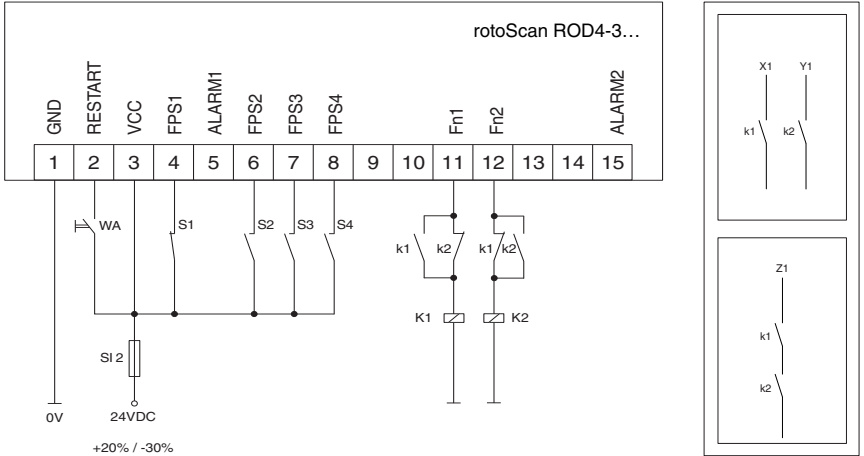 rotoScan ROD4-3...
GND RESTART VCC FPS1 ALARM1 FPS2 FPS3 FPS4 Fn1 Fn2 ALARM2
1 2 3 4 5 6 7 8 9 10 11 12 13 14 15
WA S1 S2 S3 S4 k1 k2 k1 k2
K1 K2
SI 2
0V 24VDC
+20% / -30%
X1 Y1
k1 k2
Z1
k1
k2